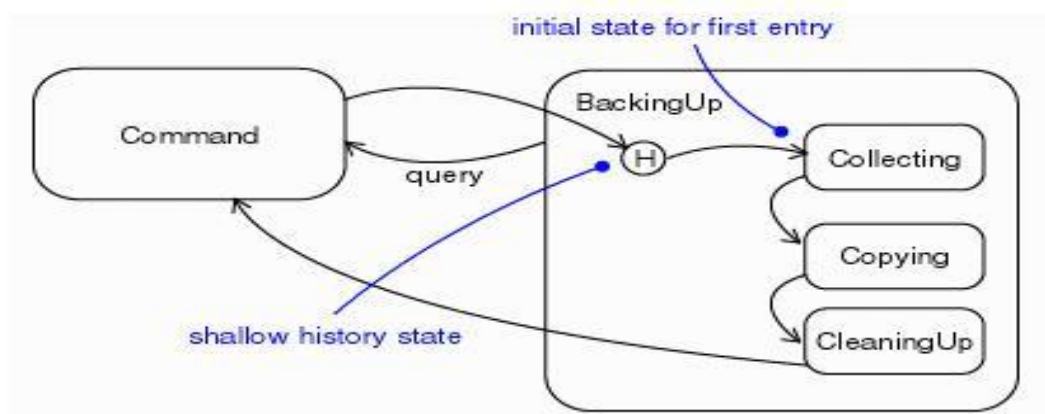 initial state for first entry
BackingUp
Command
H
Collecting
query
Copying
shallow history state
CleaningUp